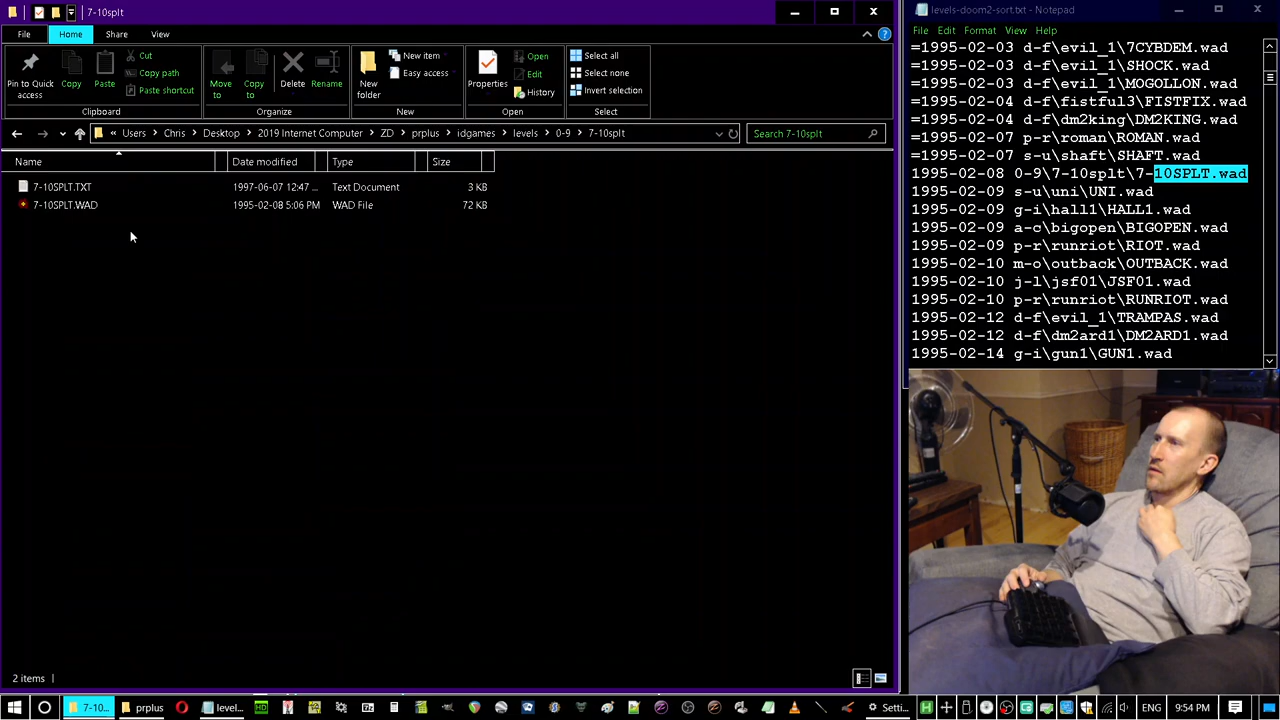 7-10splt
File Home Share View
Pin to Quick access
Copy
Paste
Cut
Copy path
Paste shortcut
Clipboard
Move to
Copy to
Delete
Rename
Organize
New folder
New item
Easy access
New
Properties
Open
Edit
History
Open
Select all
Select none
Invert selection
Select
« Users > Chris > Desktop > 2019 Internet Computer > ZD > prplus > idgames > levels > 0-9 > 7-10splt
Search 7-10splt
Name Date modified Type Size
7-10SPLT.TXT 1997-06-07 12:47 ... Text Document 3 KB
7-10SPLT.WAD 1995-02-08 5:06 PM WAD File 72 KB
2 items
levels-doom2-sort.txt - Notepad
File Edit Format View Help
=1995-02-03 d-f\evil_1\7CYBDEM.wad
=1995-02-03 d-f\evil_1\SHOCK.wad
=1995-02-03 d-f\evil_1\MOGOLLON.wad
=1995-02-04 d-f\fistful3\FISTFIX.wad
=1995-02-04 d-f\dm2king\DM2KING.wad
=1995-02-07 p-r\roman\ROMAN.wad
=1995-02-07 s-u\shaft\SHAFT.wad
1995-02-08 0-9\7-10splt\7-10SPLT.wad
1995-02-09 s-u\uni\UNI.wad
1995-02-09 g-i\hall1\HALL1.wad
1995-02-09 a-c\bigopen\BIGOPEN.wad
1995-02-09 p-r\runriot\RIOT.wad
1995-02-10 m-o\outback\OUTBACK.wad
1995-02-10 j-l\jsf01\JSF01.wad
1995-02-10 p-r\runriot\RUNRIOT.wad
1995-02-12 d-f\evil_1\TRAMPAS.wad
1995-02-12 d-f\dm2ard1\DM2ARD1.wad
1995-02-14 g-i\gun1\GUN1.wad
7-10... prplus level... Setti... ENG 9:54 PM